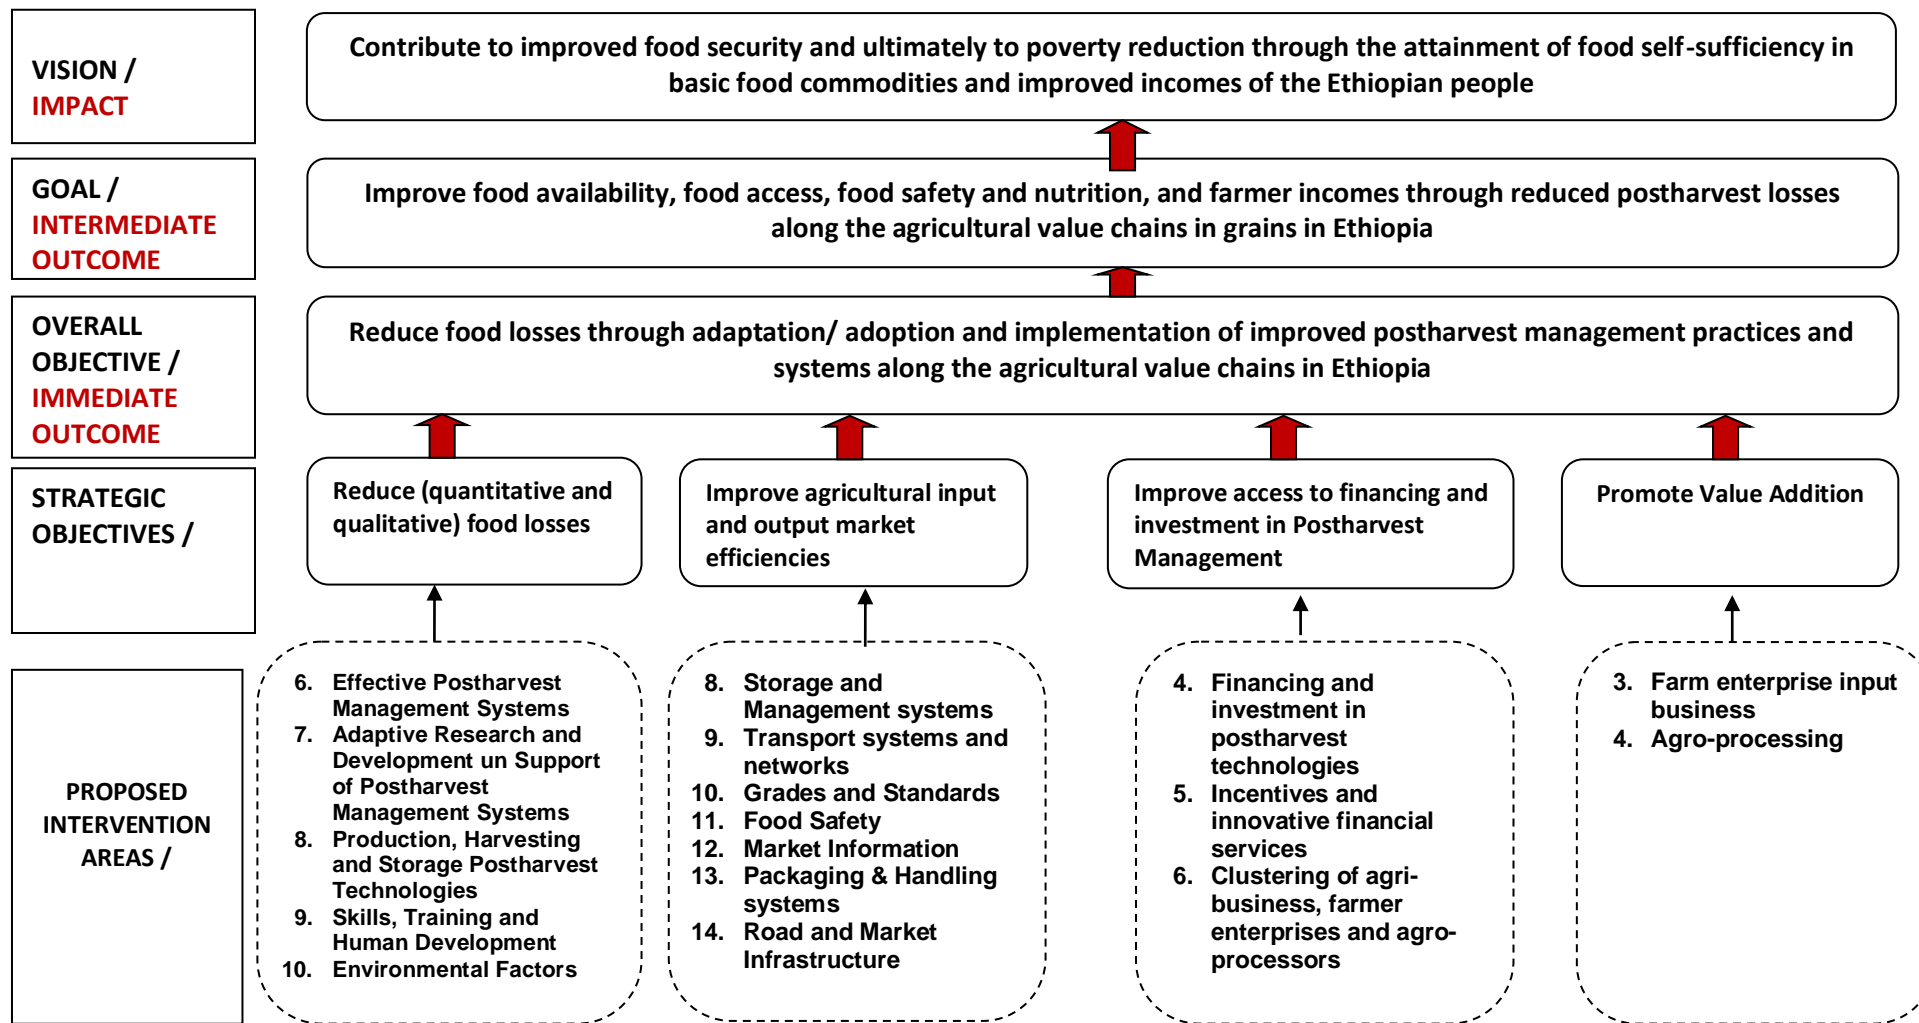 VISION /
IMPACT
Contribute to improved food security and ultimately to poverty reduction through the attainment of food self-sufficiency in
basic food commodities and improved incomes of the Ethiopian people
GOAL /
INTERMEDIATE
OUTCOME
Improve food availability, food access, food safety and nutrition, and farmer incomes through reduced postharvest losses
along the agricultural value chains in grains in Ethiopia
OVERALL
OBJECTIVE /
IMMEDIATE
OUTCOME
Reduce food losses through adaptation/ adoption and implementation of improved postharvest management practices and
systems along the agricultural value chains in Ethiopia
STRATEGIC
OBJECTIVES /
Reduce (quantitative and
qualitative) food losses
Improve agricultural input
and output market
efficiencies
Improve access to financing and
investment in Postharvest
Management
Promote Value Addition
PROPOSED
INTERVENTION
AREAS /
6. Effective Postharvest
Management Systems
7. Adaptive Research and
Development un Support
of Postharvest
Management Systems
8. Production, Harvesting
and Storage Postharvest
Technologies
9. Skills, Training and
Human Development
10. Environmental Factors
8. Storage and
Management systems
9. Transport systems and
networks
10. Grades and Standards
11. Food Safety
12. Market Information
13. Packaging & Handling
systems
14. Road and Market
Infrastructure
4. Financing and
investment in
postharvest
technologies
5. Incentives and
innovative financial
services
6. Clustering of agri-
business, farmer
enterprises and agro-
processors
3. Farm enterprise input
business
4. Agro-processing